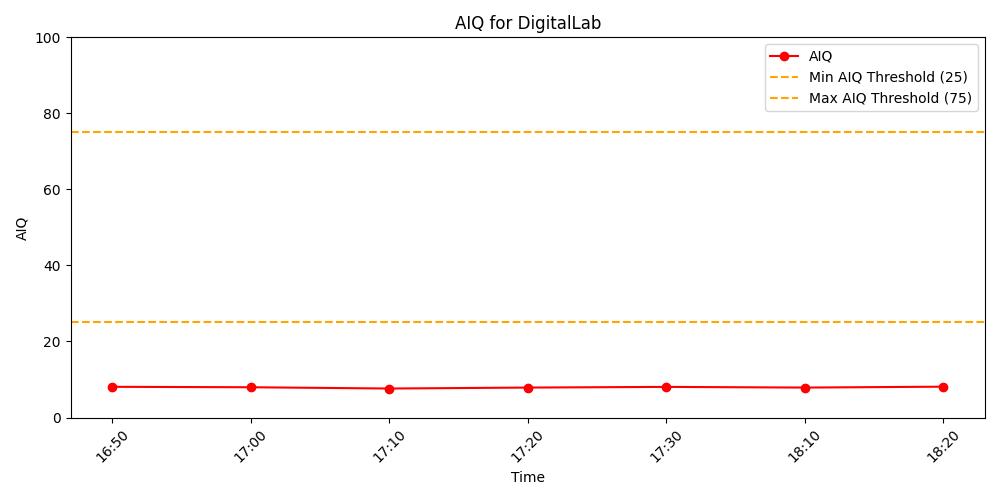 AIQ for DigitalLab
100
80
60
40
20
0
AIQ
AIQ
Min AIQ Threshold (25)
Max AIQ Threshold (75)
16:50
17:00
17:10
17:20
17:30
18:10
18:20
Time